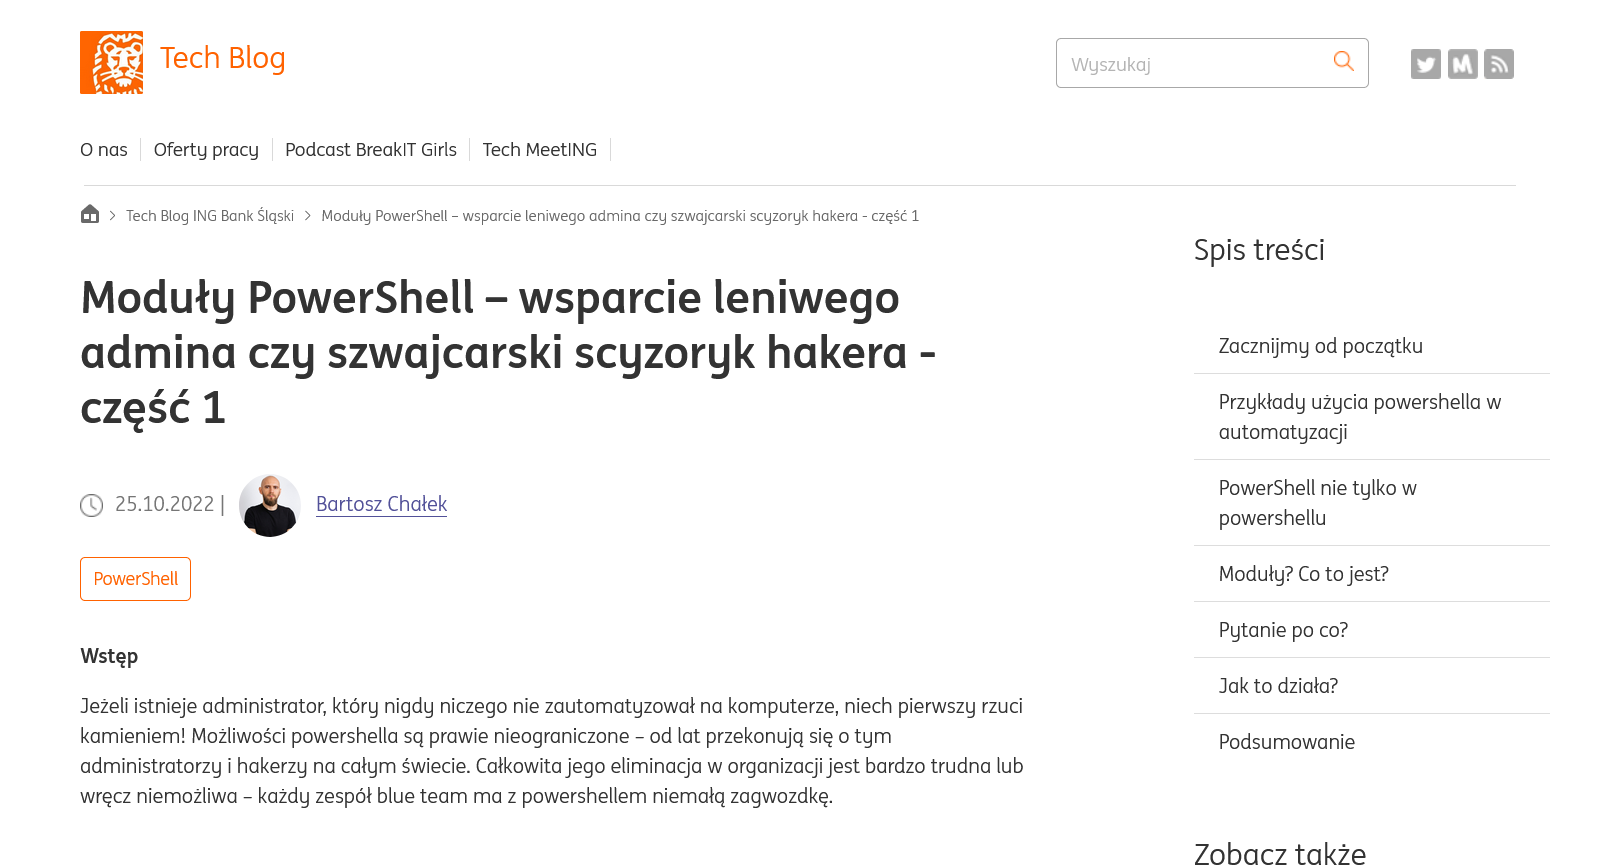 Tech Blog
Wyszukaj
O nas
Oferty pracy
Podcast BreakIT Girls
Tech MeetING
Tech Blog ING Bank Śląski
Moduły PowerShell – wsparcie leniwego admina czy szwajcarski scyzoryk hakera - część 1
Moduły PowerShell – wsparcie leniwego
admina czy szwajcarski scyzoryk hakera -
część 1
25.10.2022 |
Bartosz Chałek
PowerShell
Wstęp
Jeżeli istnieje administrator, który nigdy niczego nie zautomatyzował na komputerze, niech pierwszy rzuci
kamieniem! Możliwości powershella są prawie nieograniczone – od lat przekonują się o tym
administratorzy i hakerzy na całym świecie. Całkowita jego eliminacja w organizacji jest bardzo trudna lub
wręcz niemożliwa – każdy zespół blue team ma z powershellem niemałą zagwozdkę.
Spis treści
Zacznijmy od początku
Przykłady użycia powershella w
automatyzacji
PowerShell nie tylko w
powershellu
Moduły? Co to jest?
Pytanie po co?
Jak to działa?
Podsumowanie
Zobacz także